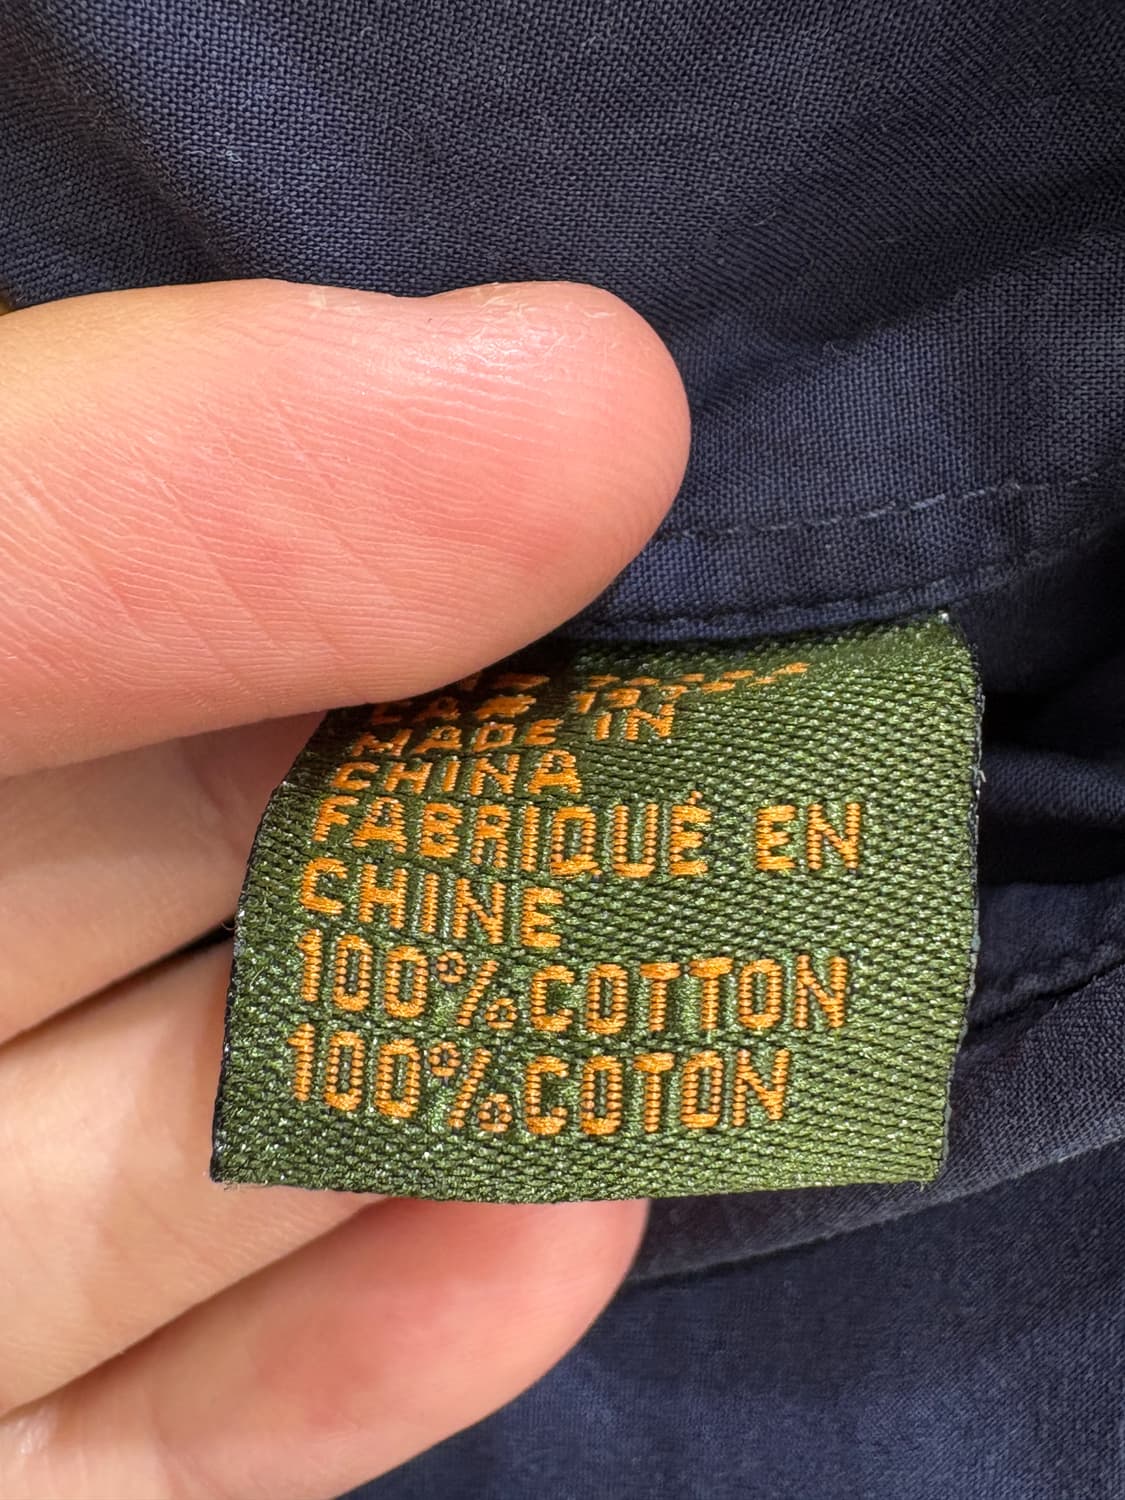 MADE IN
CHINA
FABRIQUÉ EN
CHINE
100% COTTON
100% COTON